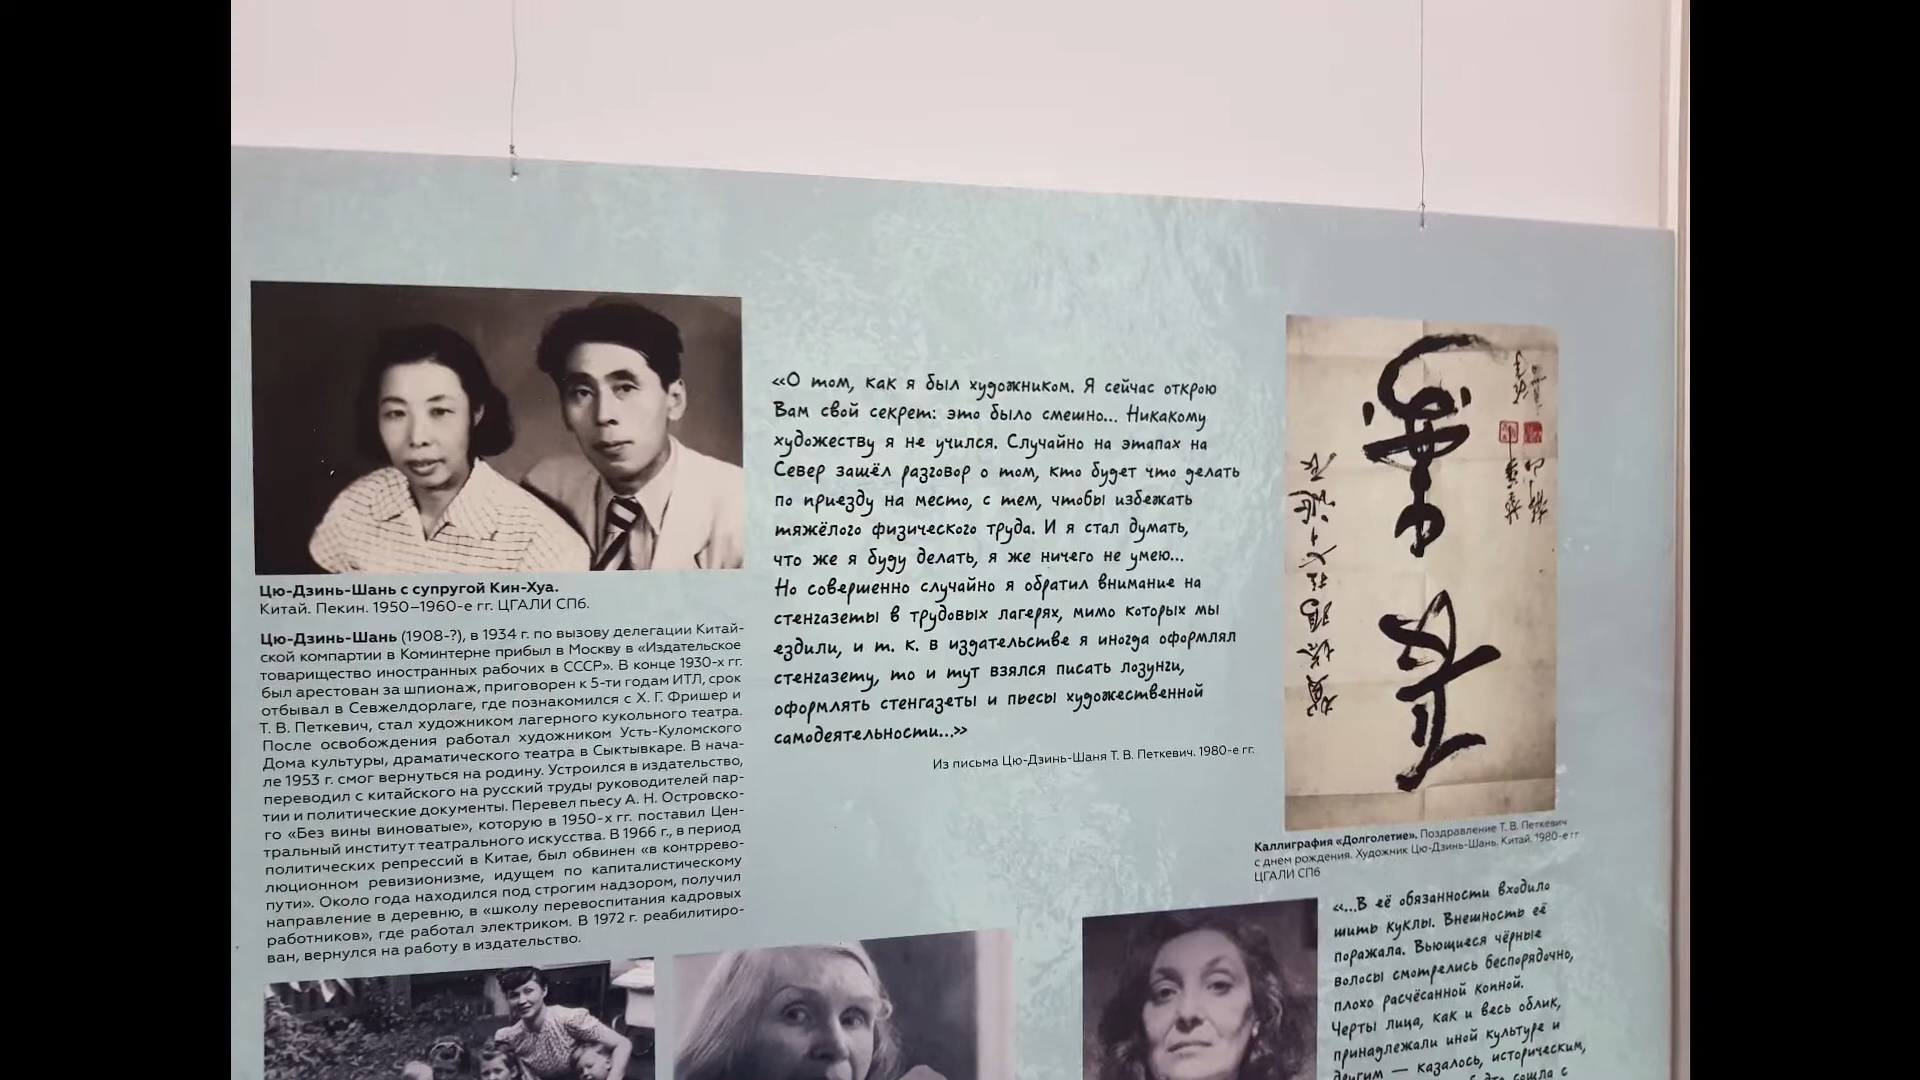 Цю-Дзинь-Шань с супругой Кин-Хуа.
Китай. Пекин. 1950–1960-е гг. ЦГАЛИ СПб.
Цю-Дзинь-Шань (1908-?), в 1934 г. по вызову делегации Китай-
ской компартии в Коминтерне прибыл в Москву в «Издательское
товарищество иностранных рабочих в СССР». В конце 1930-х гг.
был арестован за шпионаж, приговорен к 5-ти годам ИТЛ, срок
отбывал в Севжелдорлаге, где познакомился с Х. Г. Фришер и
Т. В. Петкевич, стал художником лагерного кукольного театра.
После освобождения работал художником Усть-Куломского
Дома культуры, драматического театра в Сыктывкаре. В нача-
ле 1953 г. смог вернуться на родину. Устроился в издательство,
переводил с китайского на русский труды руководителей пар-
тии и политические документы. Перевел пьесу А. Н. Островско-
го «Без вины виноватые», которую в 1950-х гг. поставил Цен-
тральный институт театрального искусства. В 1966 г., в период
политических репрессий в Китае, был обвинен «в контррево-
люционном ревизионизме, идущем по капиталистическому
пути». Около года находился под строгим надзором, получил
направление в деревню, в «школу перевоспитания кадровых
работников», где работал электриком. В 1972 г. реабилитиро-
ван, вернулся на работу в издательство.
«О том, как я был художником. Я сейчас открою
Вам свой секрет: это было смешно... Никакому
художеству я не учился. Случайно на этапах на
Север зашёл разговор о том, кто будет что делать
по приезду на место, с тем, чтобы избежать
тяжёлого физического труда. И я стал думать,
что же я буду делать, я же ничего не умею...
Но совершенно случайно я обратил внимание на
стенгазеты в трудовых лагерях, мимо которых мы
ездили, и т. к. в издательстве я иногда оформлял
стенгазету, то и тут взялся писать лозунги,
оформлять стенгазеты и пьесы художественной
самодеятельности...»
Из письма Цю-Дзинь-Шаня Т. В. Петкевич. 1980-е гг.
Каллиграфия «Долголетие». Поздравление Т. В. Петкевич
с днем рождения. Художник Цю-Дзинь-Шань. Китай. 1980-е гг.
ЦГАЛИ СПб
«...В её обязанности входило
шить куклы. Внешность её
поражала. Вьющиеся чёрные
волосы смотрелись беспорядочно,
плохо расчёсанной копной.
Черты лица, как и весь облик,
принадлежали иной культуре и
другим — казалось, историческим,
сошла с